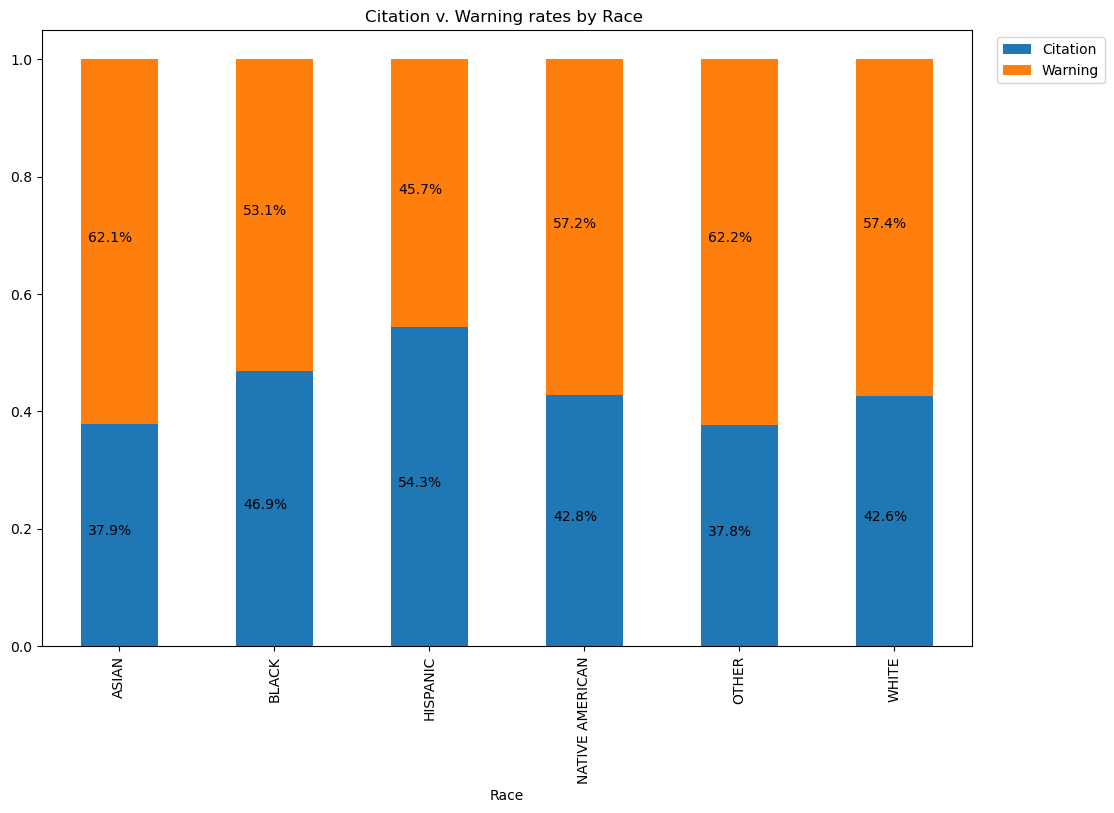 Citation v. Warning rates by Race
Citation
Warning
1.0
0.8
0.6
0.4
0.2
0.0
62.1%
53.1%
45.7%
57.2%
62.2%
57.4%
37.9%
46.9%
54.3%
42.8%
37.8%
42.6%
ASIAN
BLACK
HISPANIC
NATIVE AMERICAN
OTHER
WHITE
Race